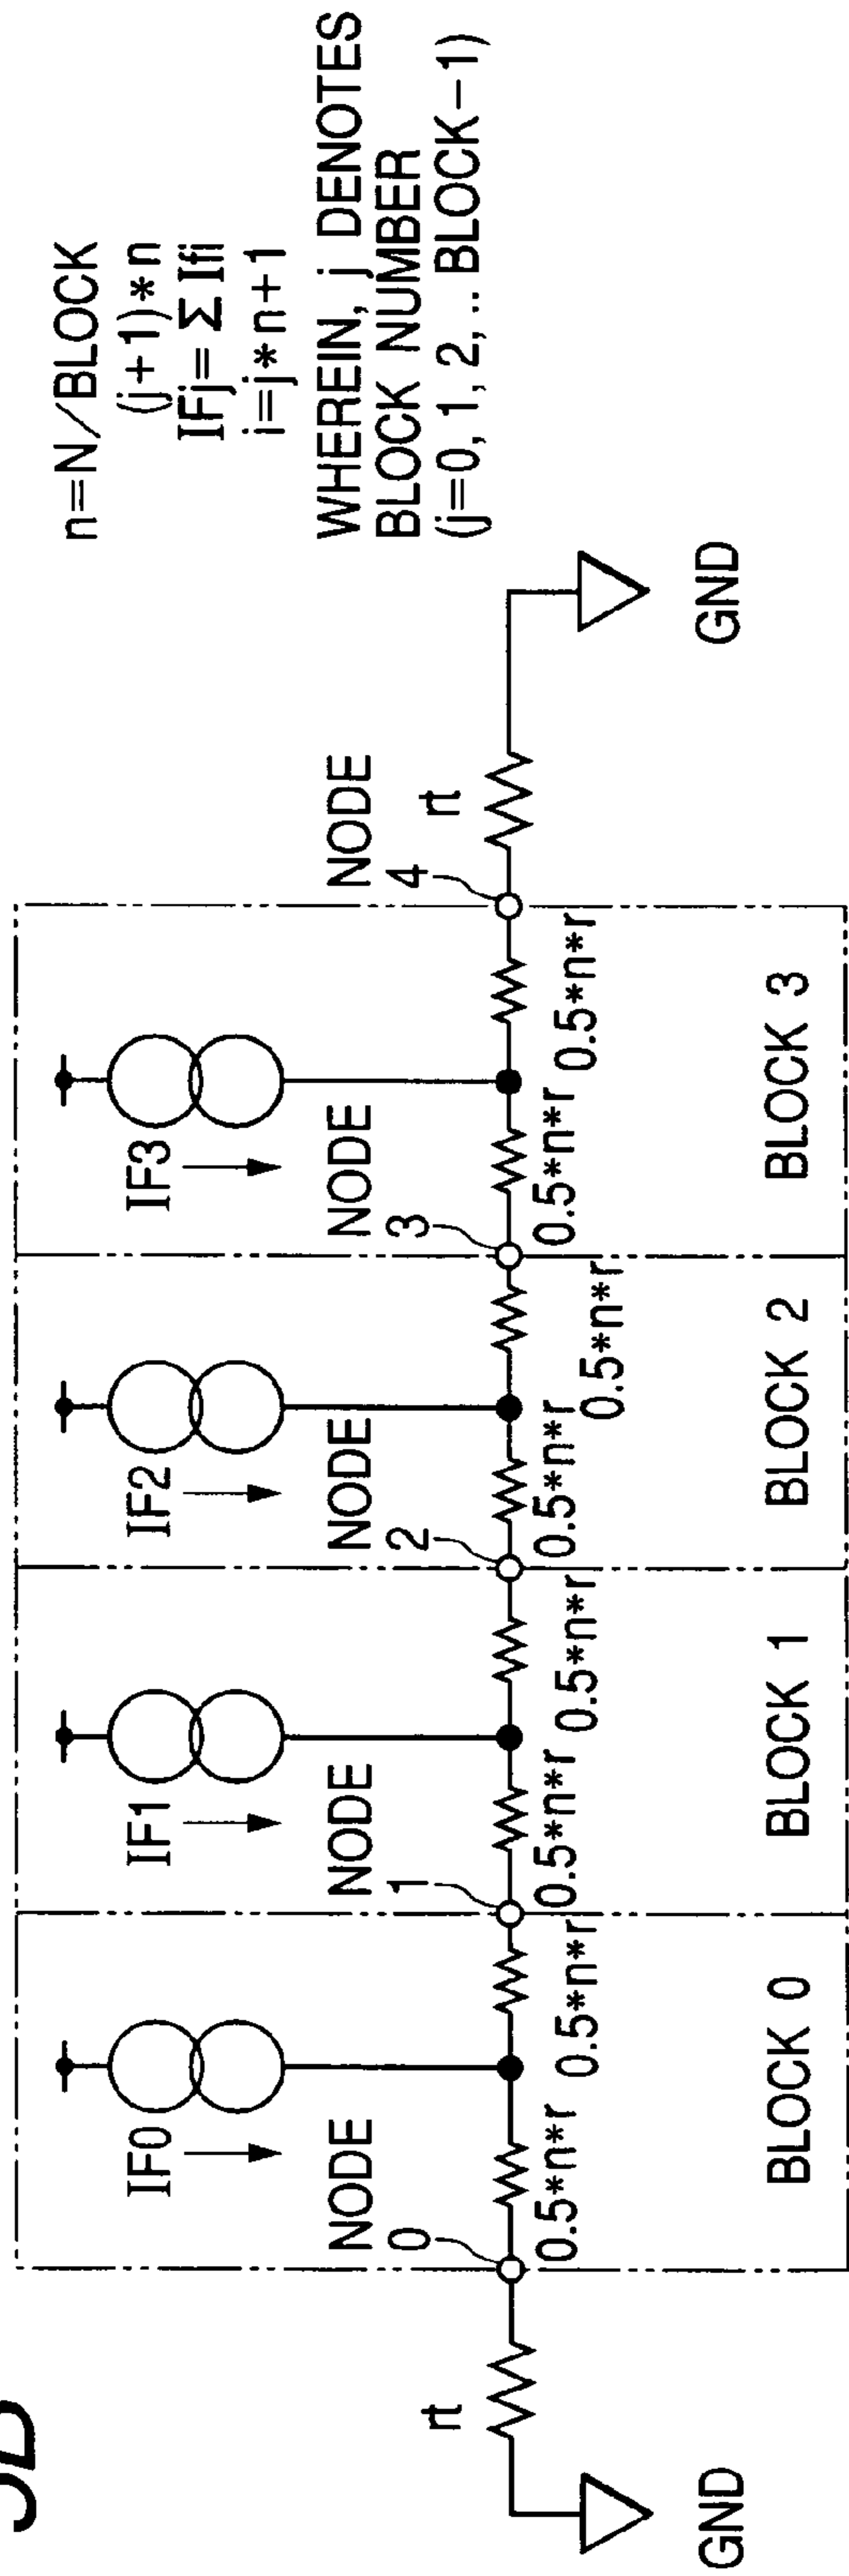 n=N/BLOCK
(j+1)*n
IFj= Σ Ifi
i=j*n+1
WHEREIN, j DENOTES
BLOCK NUMBER
(j=0, 1, 2, .. BLOCK-1)
IF0
IF1
IF2
IF3
NODE
0
NODE
1
NODE
2
NODE
3
NODE
4
rt
rt
0.5*n*r
0.5*n*r
0.5*n*r
0.5*n*r
0.5*n*r
0.5*n*r
0.5*n*r
0.5*n*r
GND
GND
BLOCK 0
BLOCK 1
BLOCK 2
BLOCK 3